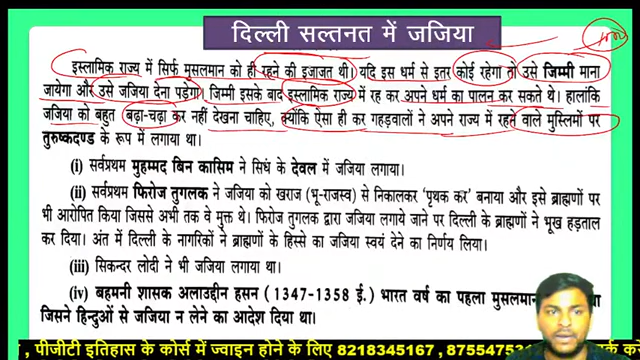 दिल्ली सल्तनत में जजिया
इस्लामिक राज्य में सिर्फ मुसलमान को ही रहने की इजाजत थी। यदि इस धर्म से इतर कोई रहेगा तो उसे जिम्मी माना
जायेगा और उसे जजिया देना पड़ेगा। जिम्मी इसके बाद इस्लामिक राज्य में रह कर अपने धर्म का पालन कर सकते थे। हालांकि
जजिया को बहुत बढ़ा-चढ़ा कर नहीं देखना चाहिए, क्योंकि ऐसा ही कर गहड़वालों ने अपने राज्य में रहते वाले मुस्लिमों पर
तुरुष्कदण्ड के रूप में लगाया था।
(i) सर्वप्रथम मुहम्मद बिन कासिम ने सिंध के देवल में जजिया लगाया।
(ii) सर्वप्रथम फिरोज तुगलक ने जजिया को खराज (भू-राजस्व) से निकालकर 'पृथक कर' बनाया और इसे ब्राह्मणों पर
भी आरोपित किया जिससे अभी तक वे मुक्त थे। फिरोज तुगलक द्वारा जजिया लगाये जाने पर दिल्ली के ब्राह्मणों ने भूख हड़ताल
कर दिया। अंत में दिल्ली के नागरिकों ने ब्राह्मणों के हिस्से का जजिया स्वयं देने का निर्णय लिया।
(iii) सिकन्दर लोदी ने भी जजिया लगाया था।
(iv) बहमनी शासक अलाउद्दीन हसन (1347-1358 ई.) भारत वर्ष का पहला मुसलमान
जिसने हिन्दुओं से जजिया न लेने का आदेश दिया था।
, पीजीटी इतिहास के कोर्स में ज्वाइन होने के लिए 8218345167 , 87554753 पर संपर्क कर